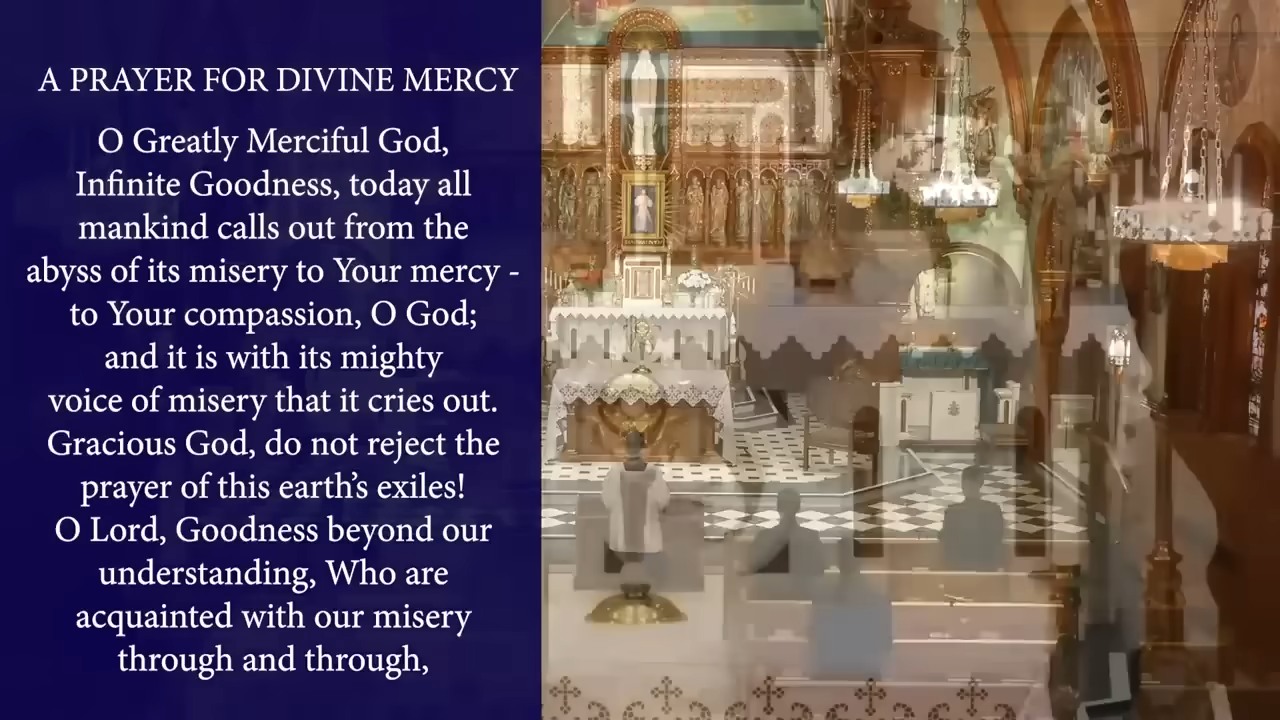 A PRAYER FOR DIVINE MERCY
O Greatly Merciful God,
Infinite Goodness, today all
mankind calls out from the
abyss of its misery to Your mercy -
to Your compassion, O God;
and it is with its mighty
voice of misery that it cries out.
Gracious God, do not reject the
prayer of this earth’s exiles!
O Lord, Goodness beyond our
understanding, Who are
acquainted with our misery
through and through,